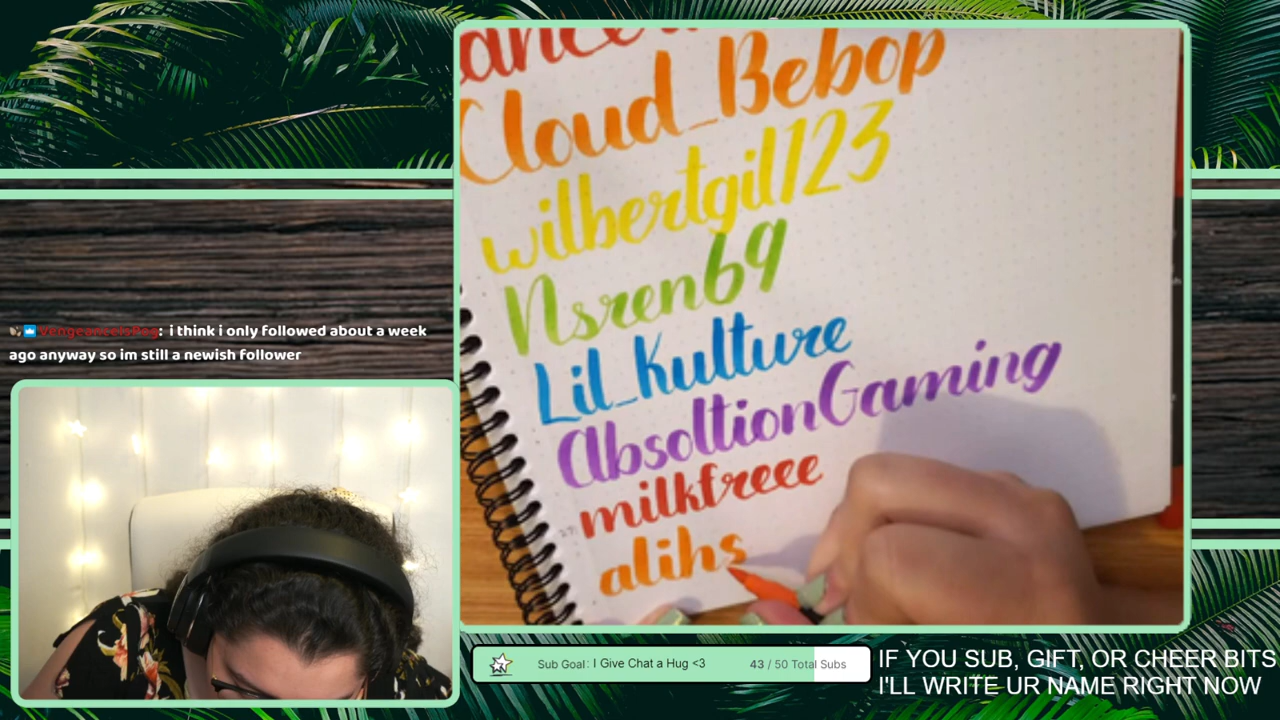 Cloud_Bebop
wilbertgil123
Nsren69
Lil_Kulture
AbsoltionGaming
milkfreee
alihs
VengeanceIsRog: i think i only followed about a week
ago anyway so im still a newish follower
Sub Goal: I Give Chat a Hug <3 43 / 50 Total Subs
IF YOU SUB, GIFT, OR CHEER BITS
I'LL WRITE UR NAME RIGHT NOW